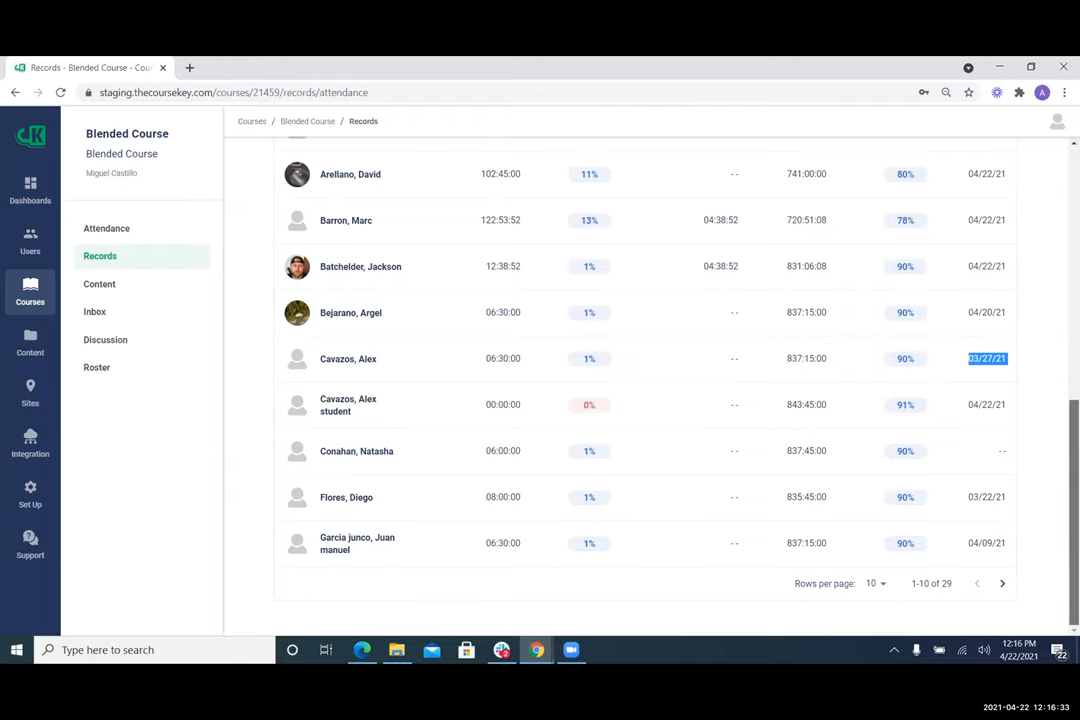 Records - Blended Course - Cou
staging.thecoursekey.com/courses/21459/records/attendance
A
CK
Dashboards
Users
Courses
Content
Sites
Integration
Set Up
Support
Blended Course
Blended Course
Miguel Castillo
Attendance
Records
Content
Inbox
Discussion
Roster
Courses / Blended Course / Records
Arellano, David 102:45:00 11% -- 741:00:00 80% 04/22/21
Barron, Marc 122:53:52 13% 04:38:52 720:51:08 78% 04/22/21
Batchelder, Jackson 12:38:52 1% 04:38:52 831:06:08 90% 04/22/21
Bejarano, Argel 06:30:00 1% -- 837:15:00 90% 04/20/21
Cavazos, Alex 06:30:00 1% -- 837:15:00 90% 03/27/21
Cavazos, Alex
student 00:00:00 0% -- 843:45:00 91% 04/22/21
Conahan, Natasha 06:00:00 1% -- 837:45:00 90% --
Flores, Diego 08:00:00 1% -- 835:45:00 90% 03/22/21
Garcia junco, Juan
manuel 06:30:00 1% -- 837:15:00 90% 04/09/21
Rows per page: 10 1-10 of 29
Type here to search
12:16 PM
4/22/2021
22
2021-04-22 12:16:33